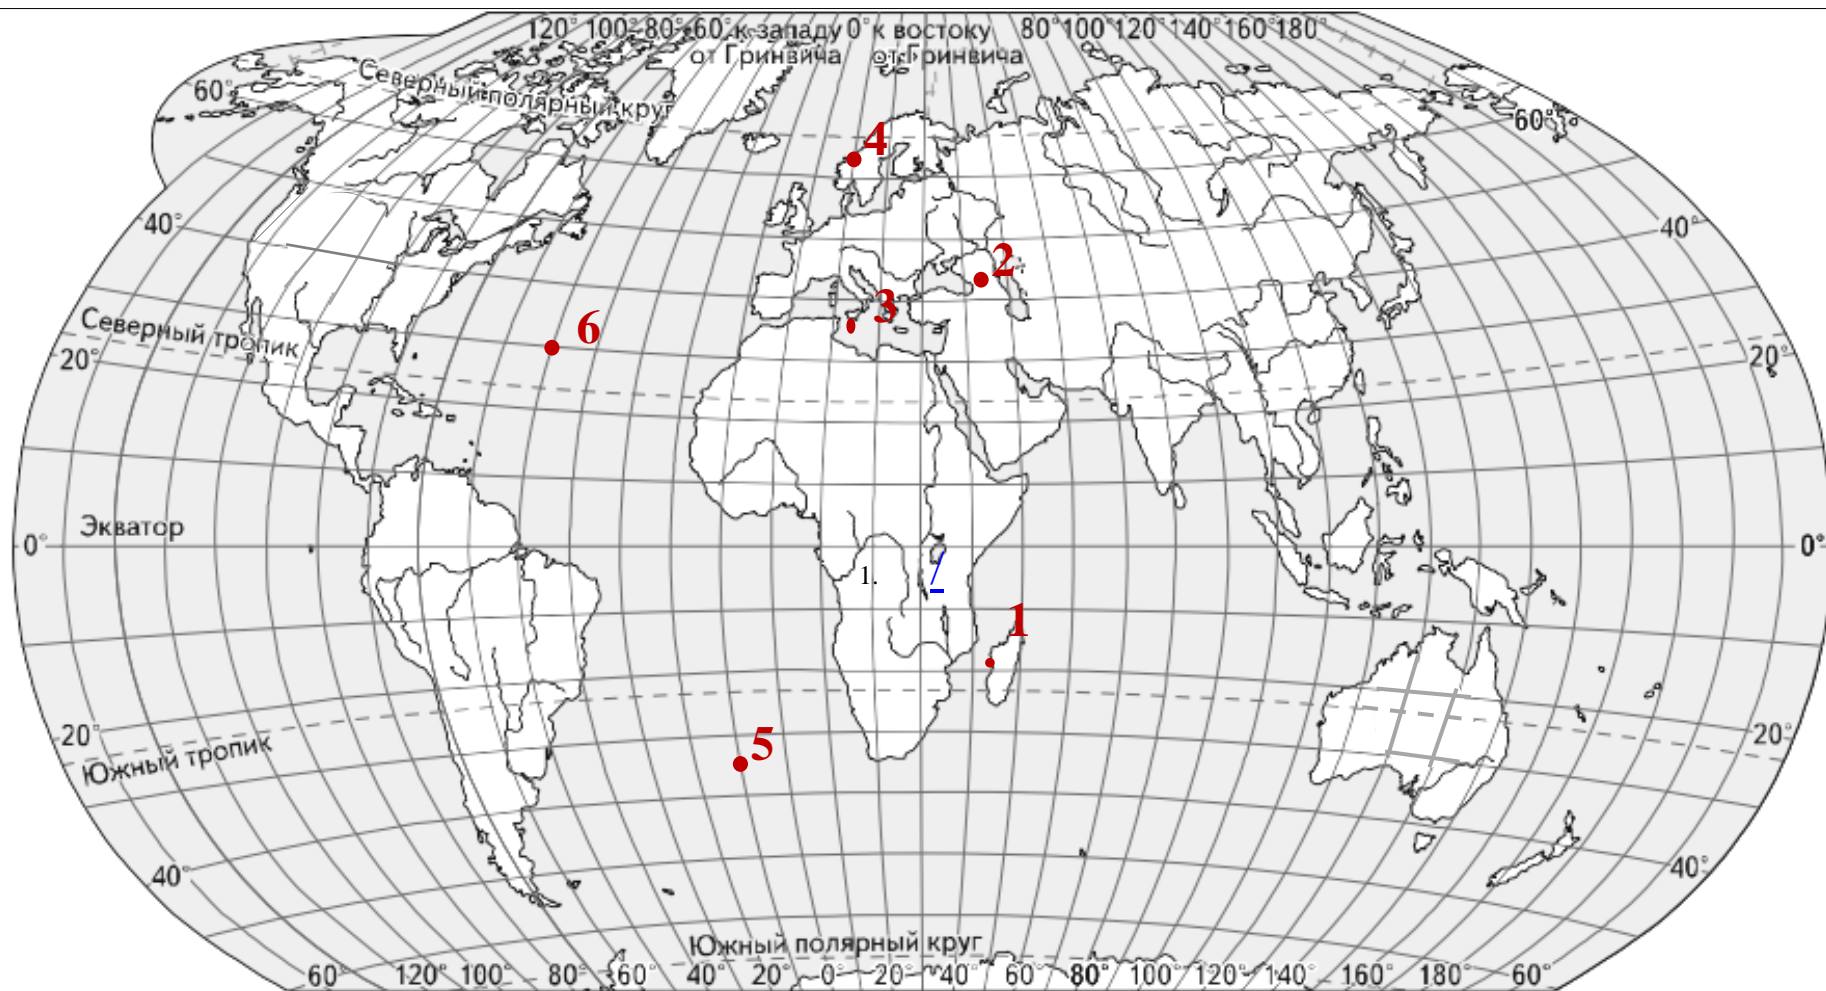 120° 100° 80° 60° к западу 0° к востоку 80° 100° 120° 140° 160° 180°
от Гринвича от Гринвича
Северный полярный круг
60° 60°
4
40° 40°
2
3
6
Северный тропик
20° 20°
Экватор
0° 0°
1.
1
20° 20°
5
Южный тропик
40° 40°
Южный полярный круг
60° 120° 100° 80° 60° 40° 20° 0° 20° 40° 60° 80° 100° 120° 140° 160° 180° 60°